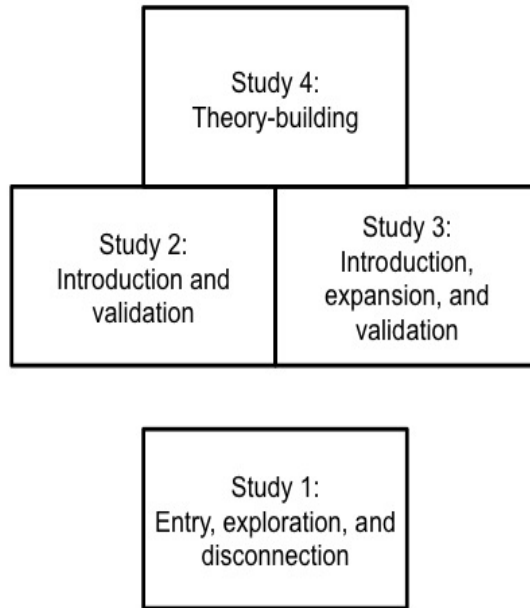 Study 4:
Theory-building
Study 2:
Introduction and
validation
Study 3:
Introduction,
expansion, and
validation
Study 1:
Entry, exploration, and
disconnection